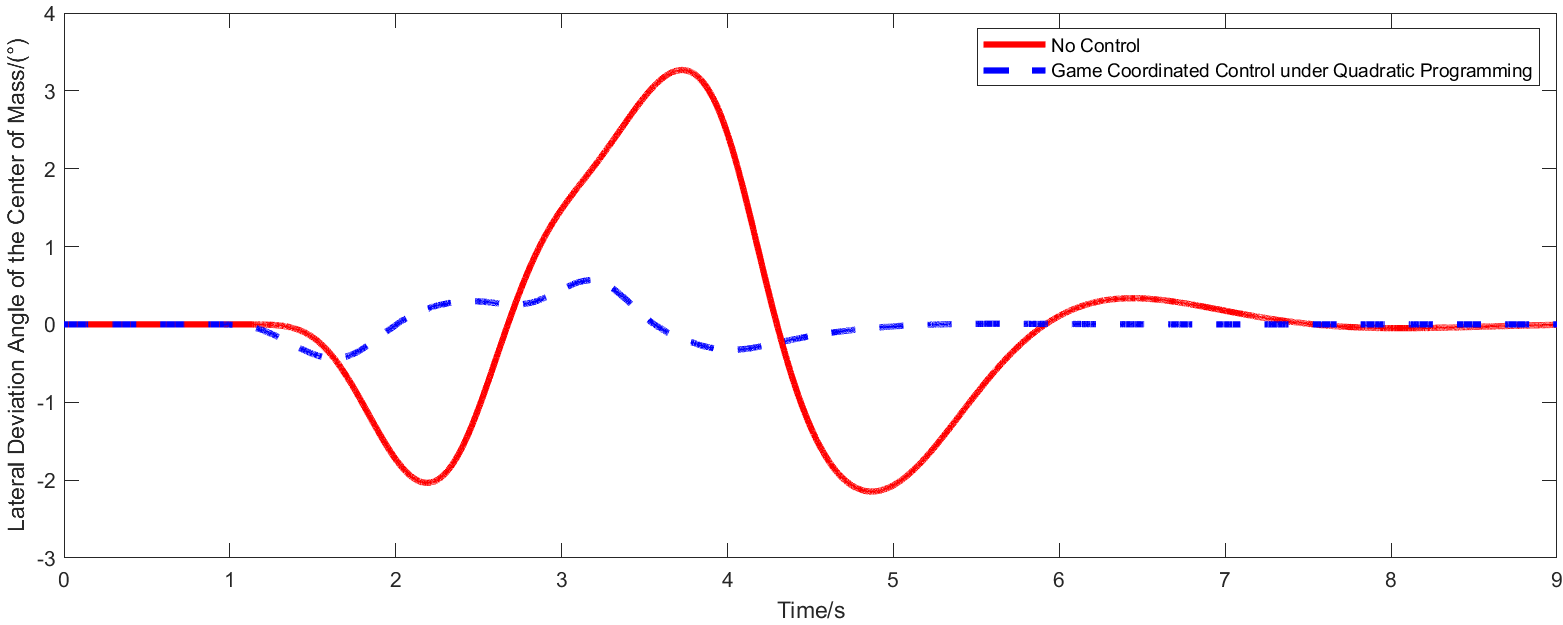 4
3
2
1
0
-1
-2
-3
Lateral Deviation Angle of the Center of Mass/(°)
No Control
Game Coordinated Control under Quadratic Programming
0 1 2 3 4 5 6 7 8 9
Time/s